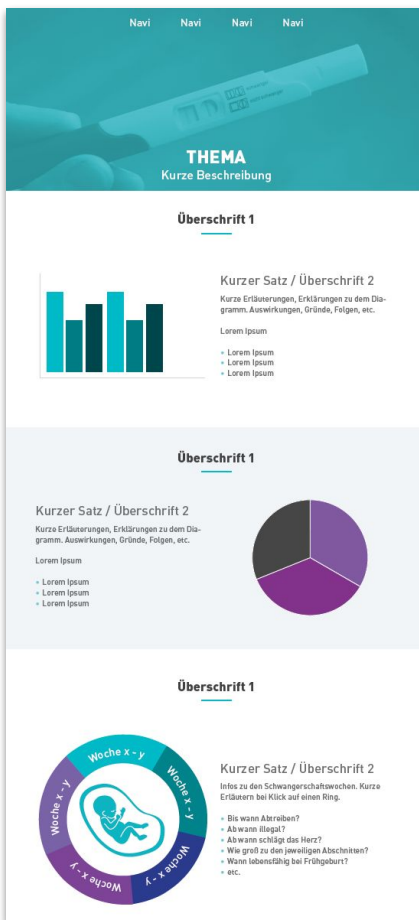 Navi Navi Navi Navi
THEMA
Kurze Beschreibung
Überschrift 1
Kurzer Satz / Überschrift 2
Kurze Erläuterungen, Erklärungen zu dem Dia-
gramm. Auswirkungen, Gründe, Folgen, etc.
Lorem Ipsum
• Lorem Ipsum
• Lorem Ipsum
• Lorem Ipsum
Überschrift 1
Kurzer Satz / Überschrift 2
Kurze Erläuterungen, Erklärungen zu dem Dia-
gramm. Auswirkungen, Gründe, Folgen, etc.
Lorem Ipsum
• Lorem Ipsum
• Lorem Ipsum
• Lorem Ipsum
Überschrift 1
Woche x - y
Woche x - y
Woche x - y
Woche x - y
Woche x - y
Kurzer Satz / Überschrift 2
Infos zu den Schwangerschaftswochen. Kurze
Erläutern bei Klick auf einen Ring.
• Bis wann Abtreiben?
• Ab wann illegal?
• Ab wann schlägt das Herz?
• Wie groß zu den jeweiligen Abschnitten?
• Wann lebensfähig bei Frühgeburt?
• etc.